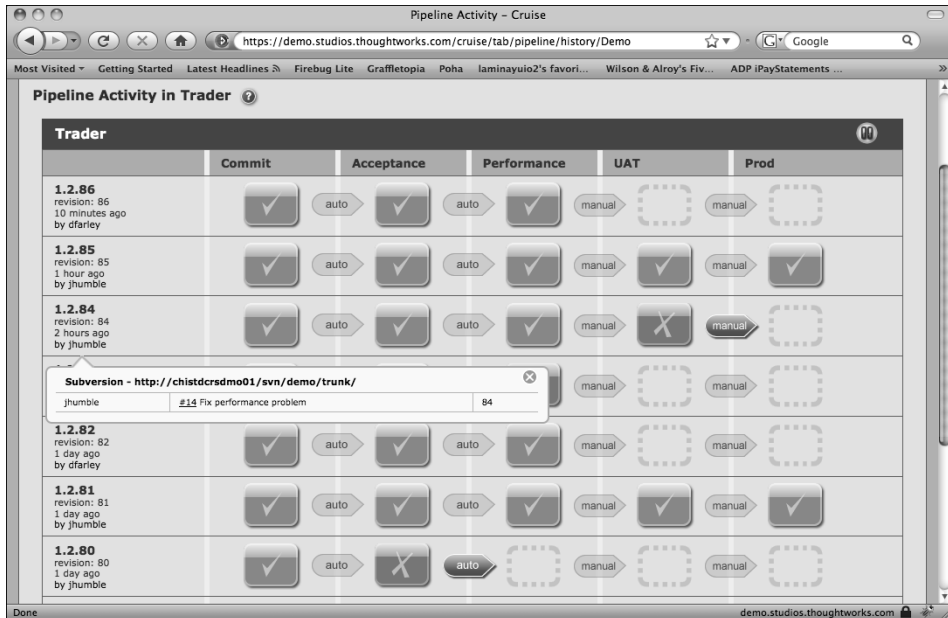 Pipeline Activity – Cruise
https://demo.studios.thoughtworks.com/cruise/tab/pipeline/history/Demo
Google
Most Visited Getting Started Latest Headlines Firebug Lite Graffletopia Poha laminayuio2's favori... Wilson & Alroy's Fiv... ADP iPayStatements ... »
Pipeline Activity in Trader ?
Trader
Commit Acceptance Performance UAT Prod
1.2.86
revision: 86
10 minutes ago
by dfarley
auto auto manual manual
1.2.85
revision: 85
1 hour ago
by jhumble
auto auto manual manual
1.2.84
revision: 84
2 hours ago
by jhumble
auto auto manual manual
Subversion - http://chistdcrsdmo01/svn/demo/trunk/
jhumble #14 Fix performance problem 84
manual manual
1.2.82
revision: 82
1 day ago
by dfarley
auto auto manual manual
1.2.81
revision: 81
1 day ago
by jhumble
auto auto manual manual
1.2.80
revision: 80
1 day ago
by jhumble
auto auto manual manual
Done demo.studios.thoughtworks.com